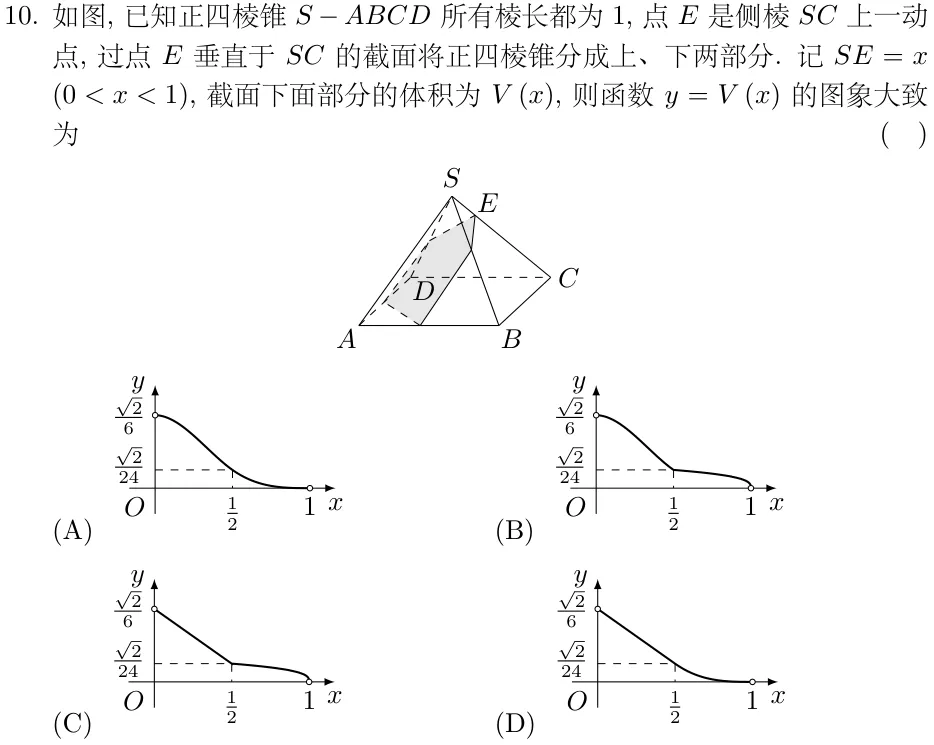 10. 如图, 已知正四棱锥 S − ABCD 所有棱长都为 1, 点 E 是侧棱 SC 上一动
点, 过点 E 垂直于 SC 的截面将正四棱锥分成上、下两部分. 记 SE = x
(0 < x < 1), 截面下面部分的体积为 V (x), 则函数 y = V (x) 的图象大致
为 ( )
S
E
D
C
A
B
y
√2/6
√2/24
O
1/2
1
x
(A)
y
√2/6
√2/24
O
1/2
1
x
(B)
y
√2/6
√2/24
O
1/2
1
x
(C)
y
√2/6
√2/24
O
1/2
1
x
(D)